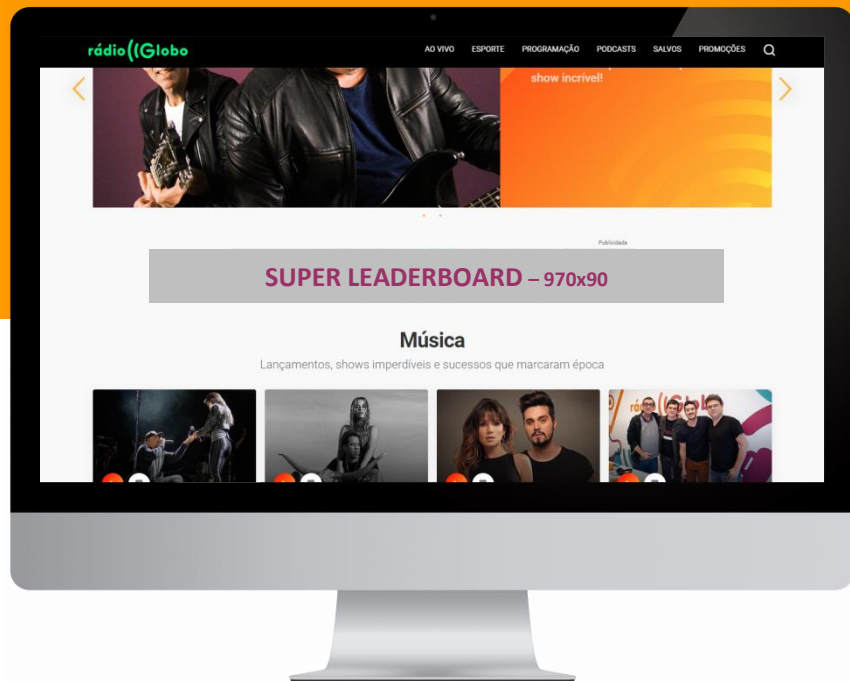 rádio((Globo
AO VIVO ESPORTE PROGRAMAÇÃO PODCASTS SALVOS PROMOÇÕES
show incrível!
Publicidade
SUPER LEADERBOARD – 970x90
Música
Lançamentos, shows imperdíveis e sucessos que marcaram época